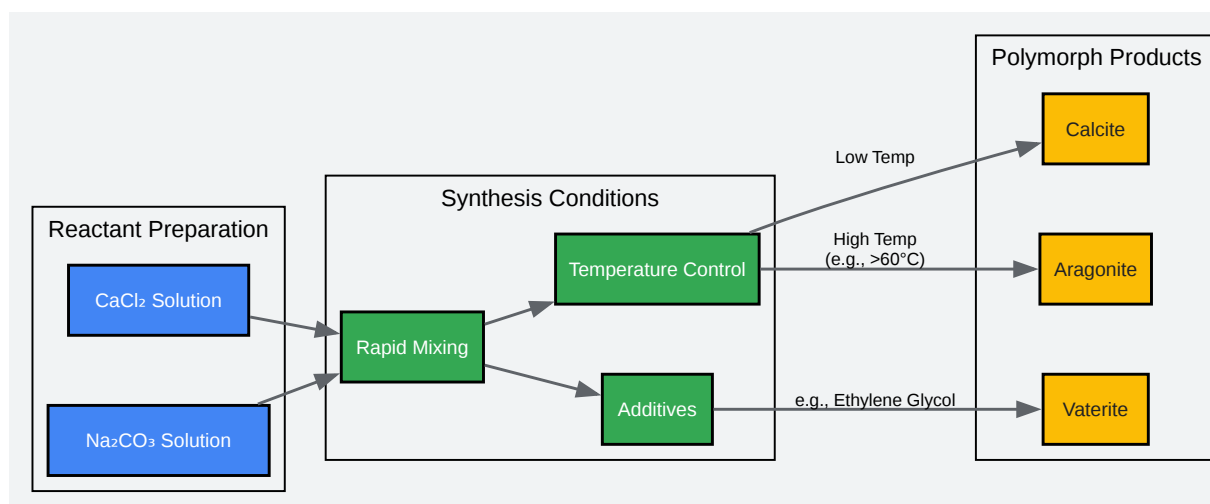 Reactant Preparation
CaCl₂ Solution
Na₂CO₃ Solution
Synthesis Conditions
Rapid Mixing
Temperature Control
Additives
Low Temp
High Temp
(e.g., >60°C)
e.g., Ethylene Glycol
Polymorph Products
Calcite
Aragonite
Vaterite